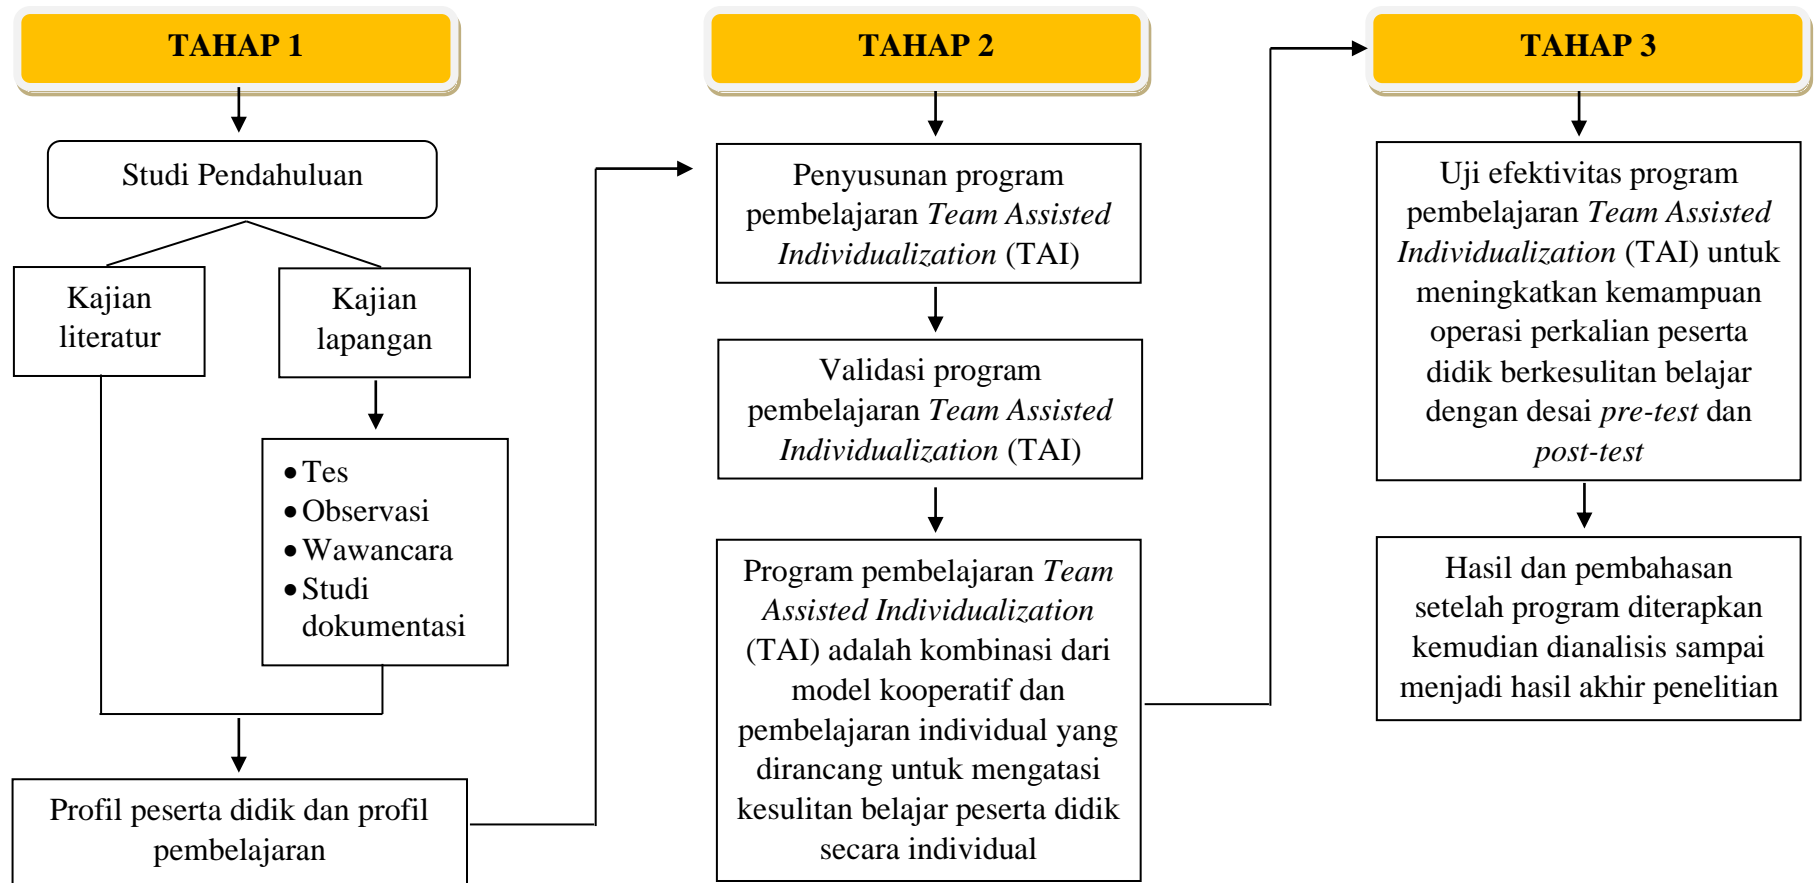 TAHAP 1
Studi Pendahuluan
Kajian
literatur
Kajian
lapangan
•Tes
•Observasi
•Wawancara
•Studi
dokumentasi
Profil peserta didik dan profil
pembelajaran
TAHAP 2
Penyusunan program
pembelajaran Team Assisted
Individualization (TAI)
Validasi program
pembelajaran Team Assisted
Individualization (TAI)
Program pembelajaran Team
Assisted Individualization
(TAI) adalah kombinasi dari
model kooperatif dan
pembelajaran individual yang
dirancang untuk mengatasi
kesulitan belajar peserta didik
secara individual
TAHAP 3
Uji efektivitas program
pembelajaran Team Assisted
Individualization (TAI) untuk
meningkatkan kemampuan
operasi perkalian peserta
didik berkesulitan belajar
dengan desai pre-test dan
post-test
Hasil dan pembahasan
setelah program diterapkan
kemudian dianalisis sampai
menjadi hasil akhir penelitian